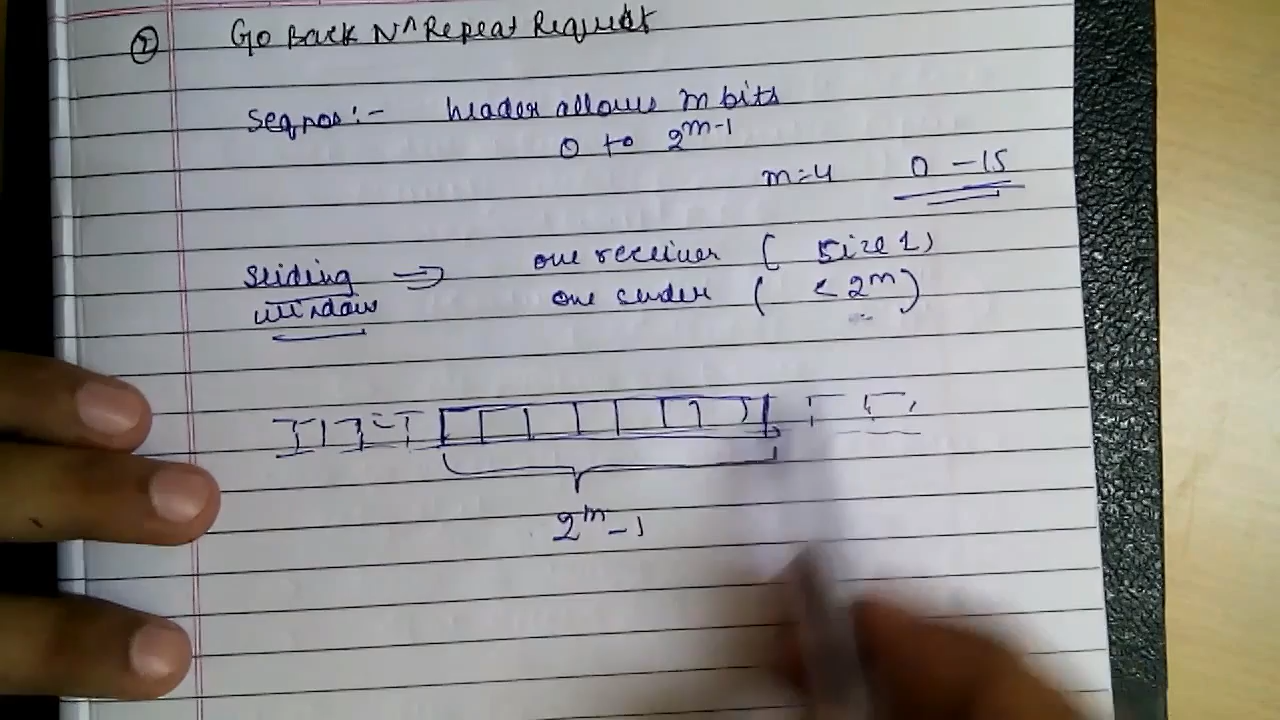 ② Go Back N^ Repeat Request
Seqnos:- header allows m bits
0 to 2^m-1
m=4 0 - 15
Sliding window ⇒ one receiver ( Size 1)
one sender ( < 2^m )
2^m - 1